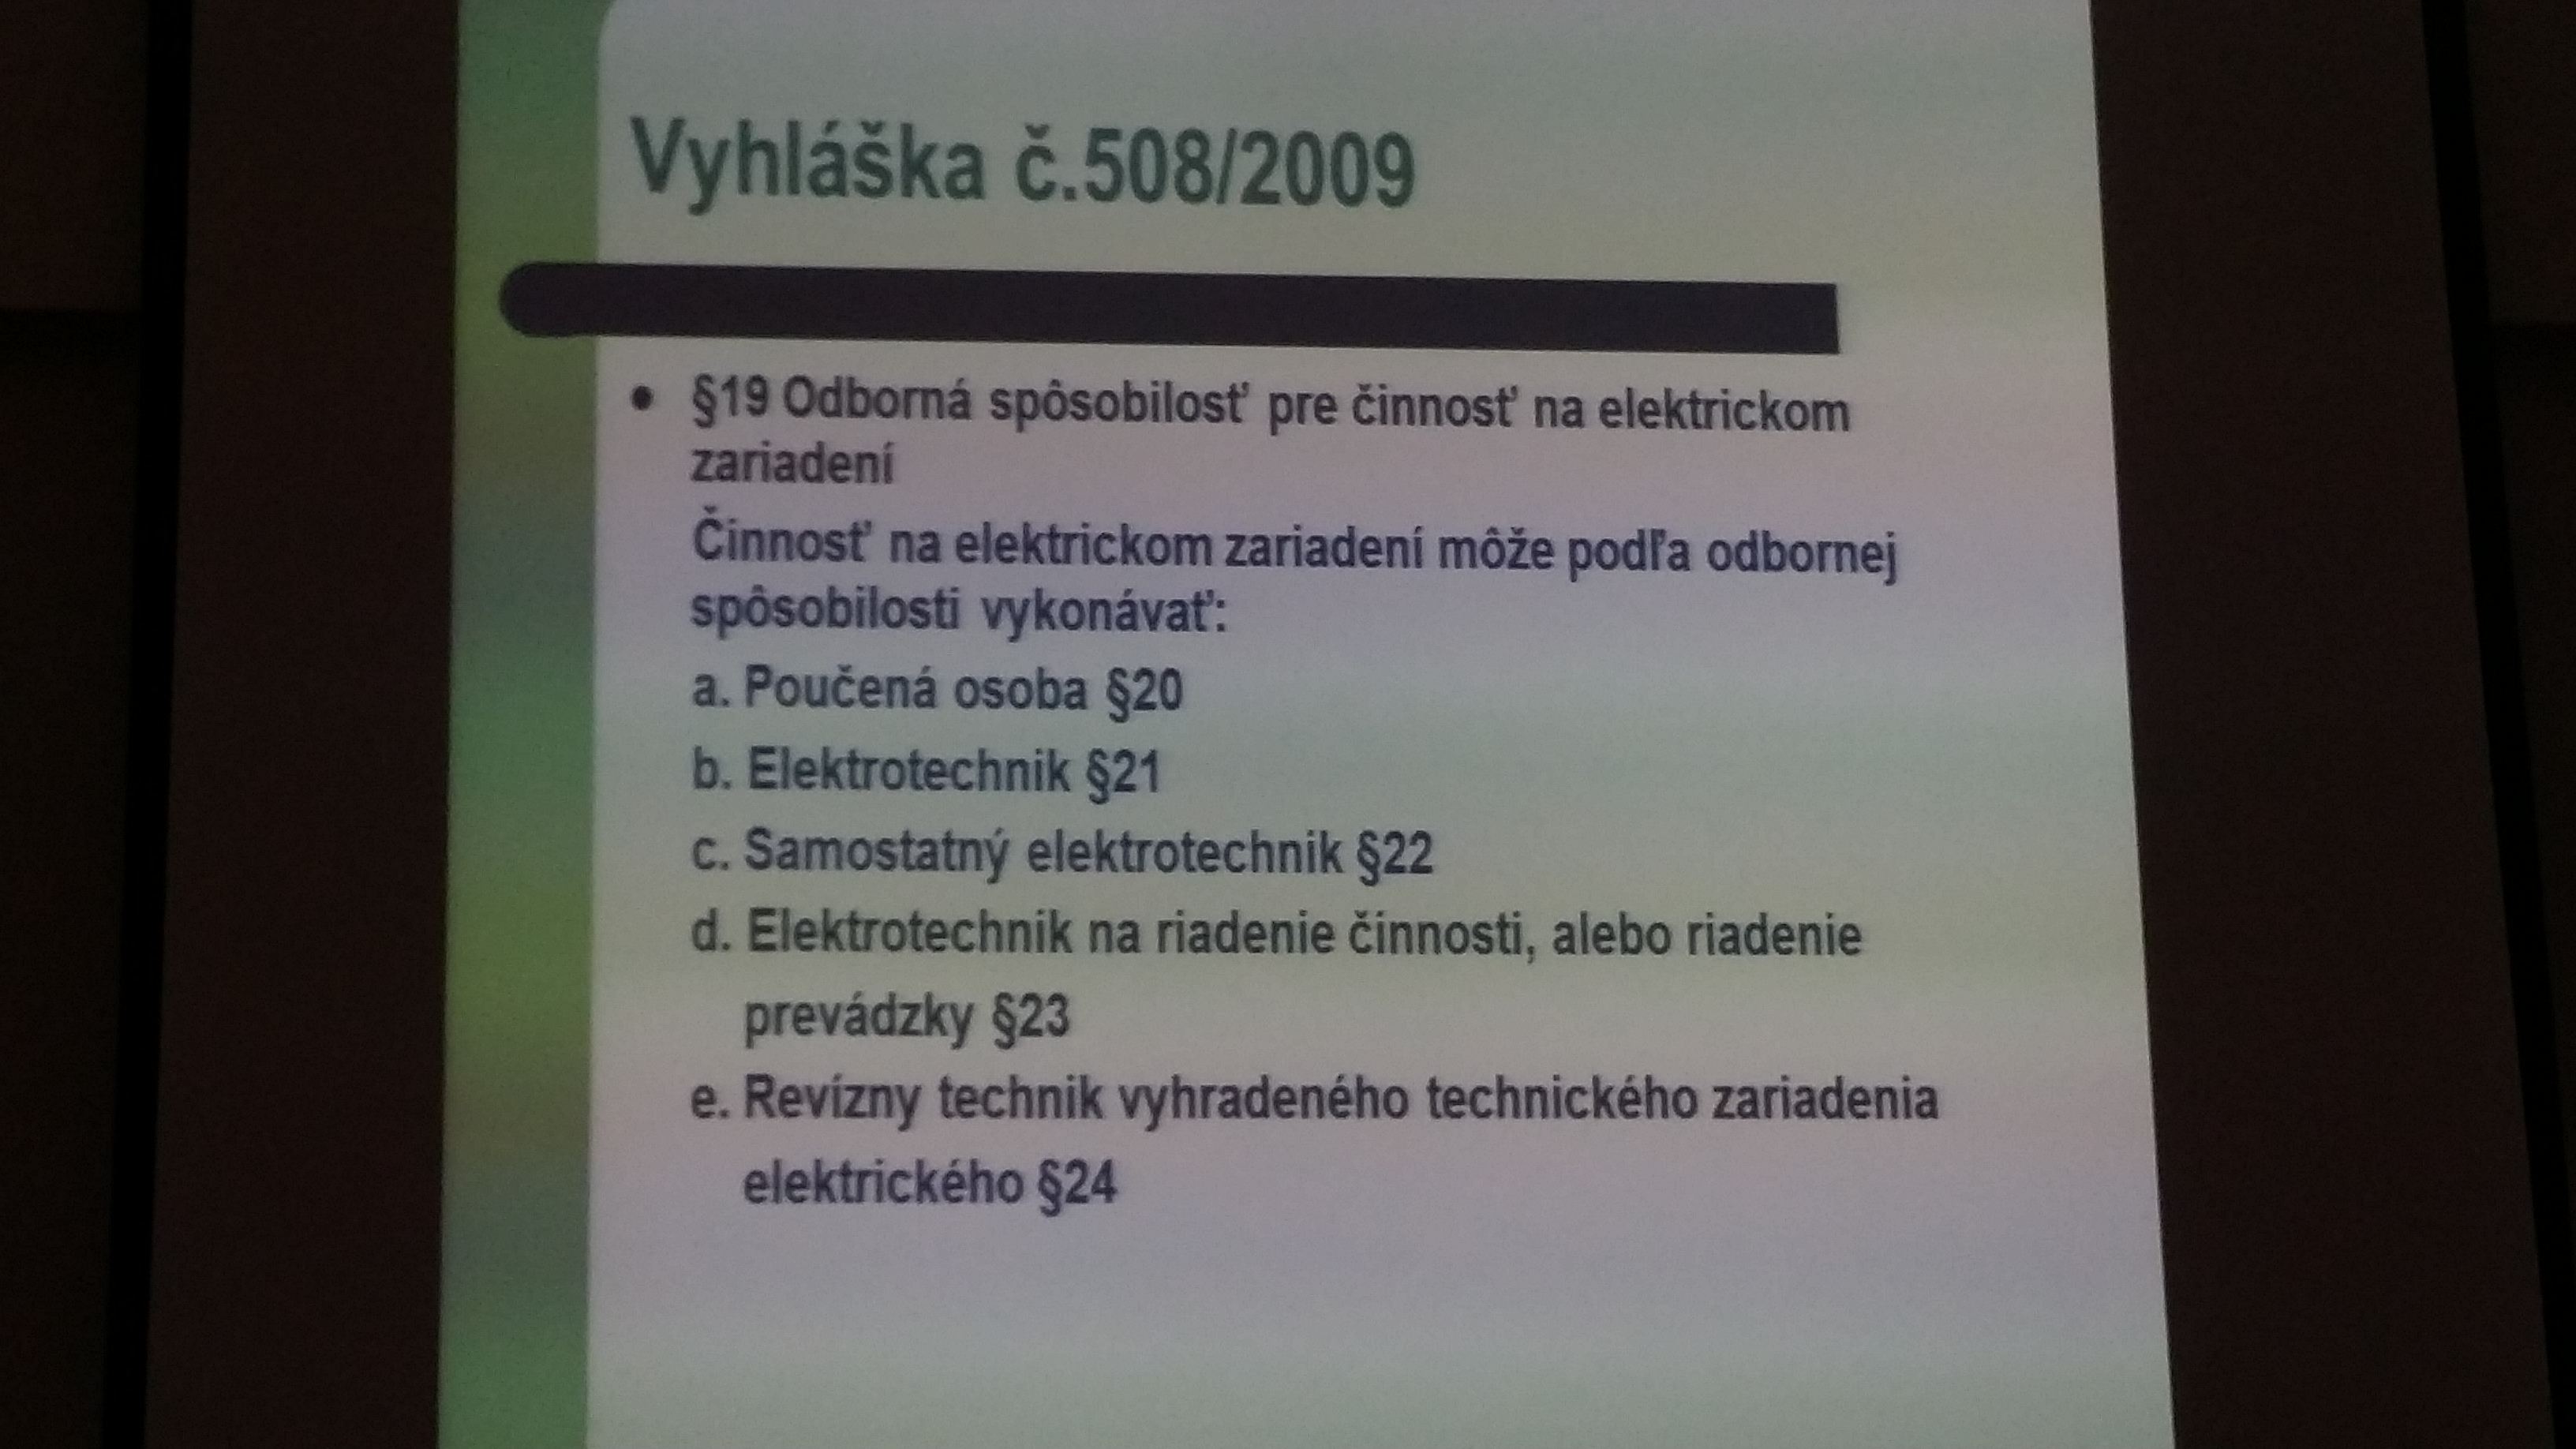 Vyhláška č.508/2009
• §19 Odborná spôsobilosť pre činnosť na elektrickom
zariadení
Činnosť na elektrickom zariadení môže podľa odbornej
spôsobilosti vykonávať:
a. Poučená osoba §20
b. Elektrotechnik §21
c. Samostatný elektrotechnik §22
d. Elektrotechnik na riadenie činnosti, alebo riadenie
prevádzky §23
e. Revízny technik vyhradeného technického zariadenia
elektrického §24